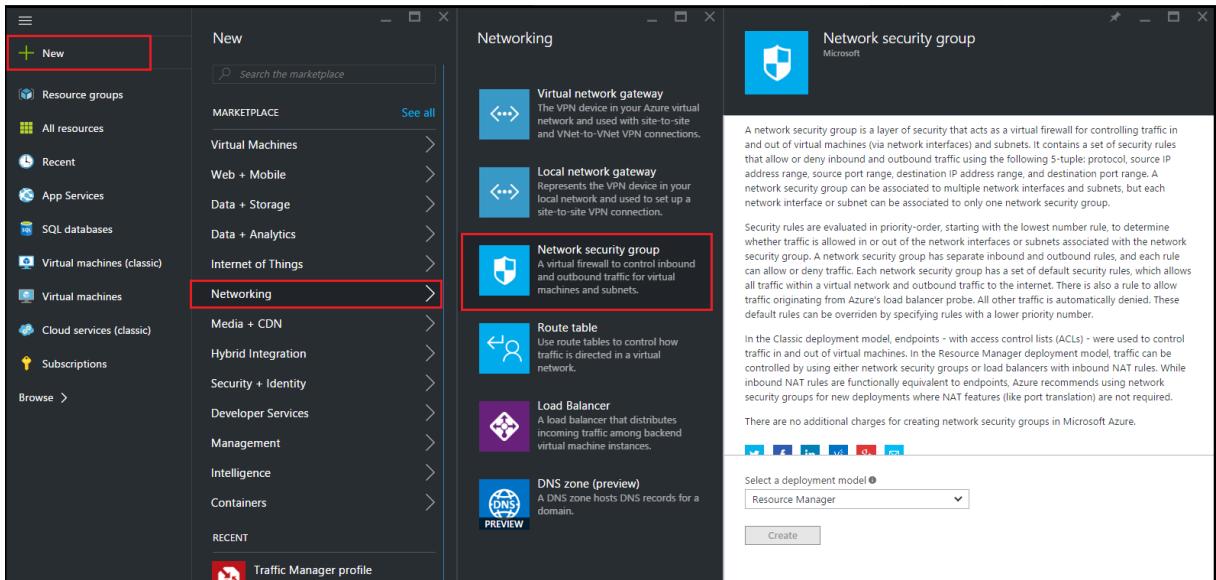 New
Resource groups
All resources
Recent
App Services
SQL databases
Virtual machines (classic)
Virtual machines
Cloud services (classic)
Subscriptions
Browse
New
Search the marketplace
MARKETPLACE See all
Virtual Machines
Web + Mobile
Data + Storage
Data + Analytics
Internet of Things
Networking
Media + CDN
Hybrid Integration
Security + Identity
Developer Services
Management
Intelligence
Containers
RECENT
Traffic Manager profile
Networking
Virtual network gateway
The VPN device in your Azure virtual
network and used with site-to-site
and VNet-to-VNet VPN connections.
Local network gateway
Represents the VPN device in your
local network and used to set up a
site-to-site VPN connection.
Network security group
A virtual firewall to control inbound
and outbound traffic for virtual
machines and subnets.
Route table
Use route tables to control how
traffic is directed in a virtual
network.
Load Balancer
A load balancer that distributes
incoming traffic among backend
virtual machine instances.
DNS
PREVIEW
DNS zone (preview)
A DNS zone hosts DNS records for a
domain.
Network security group
Microsoft
A network security group is a layer of security that acts as a virtual firewall for controlling traffic in
and out of virtual machines (via network interfaces) and subnets. It contains a set of security rules
that allow or deny inbound and outbound traffic using the following 5-tuple: protocol, source IP
address range, source port range, destination IP address range, and destination port range. A
network security group can be associated to multiple network interfaces and subnets, but each
network interface or subnet can be associated to only one network security group.
Security rules are evaluated in priority-order, starting with the lowest number rule, to determine
whether traffic is allowed in or out of the network interfaces or subnets associated with the network
security group. A network security group has separate inbound and outbound rules, and each rule
can allow or deny traffic. Each network security group has a set of default security rules, which allows
all traffic within a virtual network and outbound traffic to the internet. There is also a rule to allow
traffic originating from Azure's load balancer probe. All other traffic is automatically denied. These
default rules can be overriden by specifying rules with a lower priority number.
In the Classic deployment model, endpoints - with access control lists (ACLs) - were used to control
traffic in and out of virtual machines. In the Resource Manager deployment model, traffic can be
controlled by using either network security groups or load balancers with inbound NAT rules. While
inbound NAT rules are functionally equivalent to endpoints, Azure recommends using network
security groups for new deployments where NAT features (like port translation) are not required.
There are no additional charges for creating network security groups in Microsoft Azure.
Select a deployment model
Resource Manager
Create